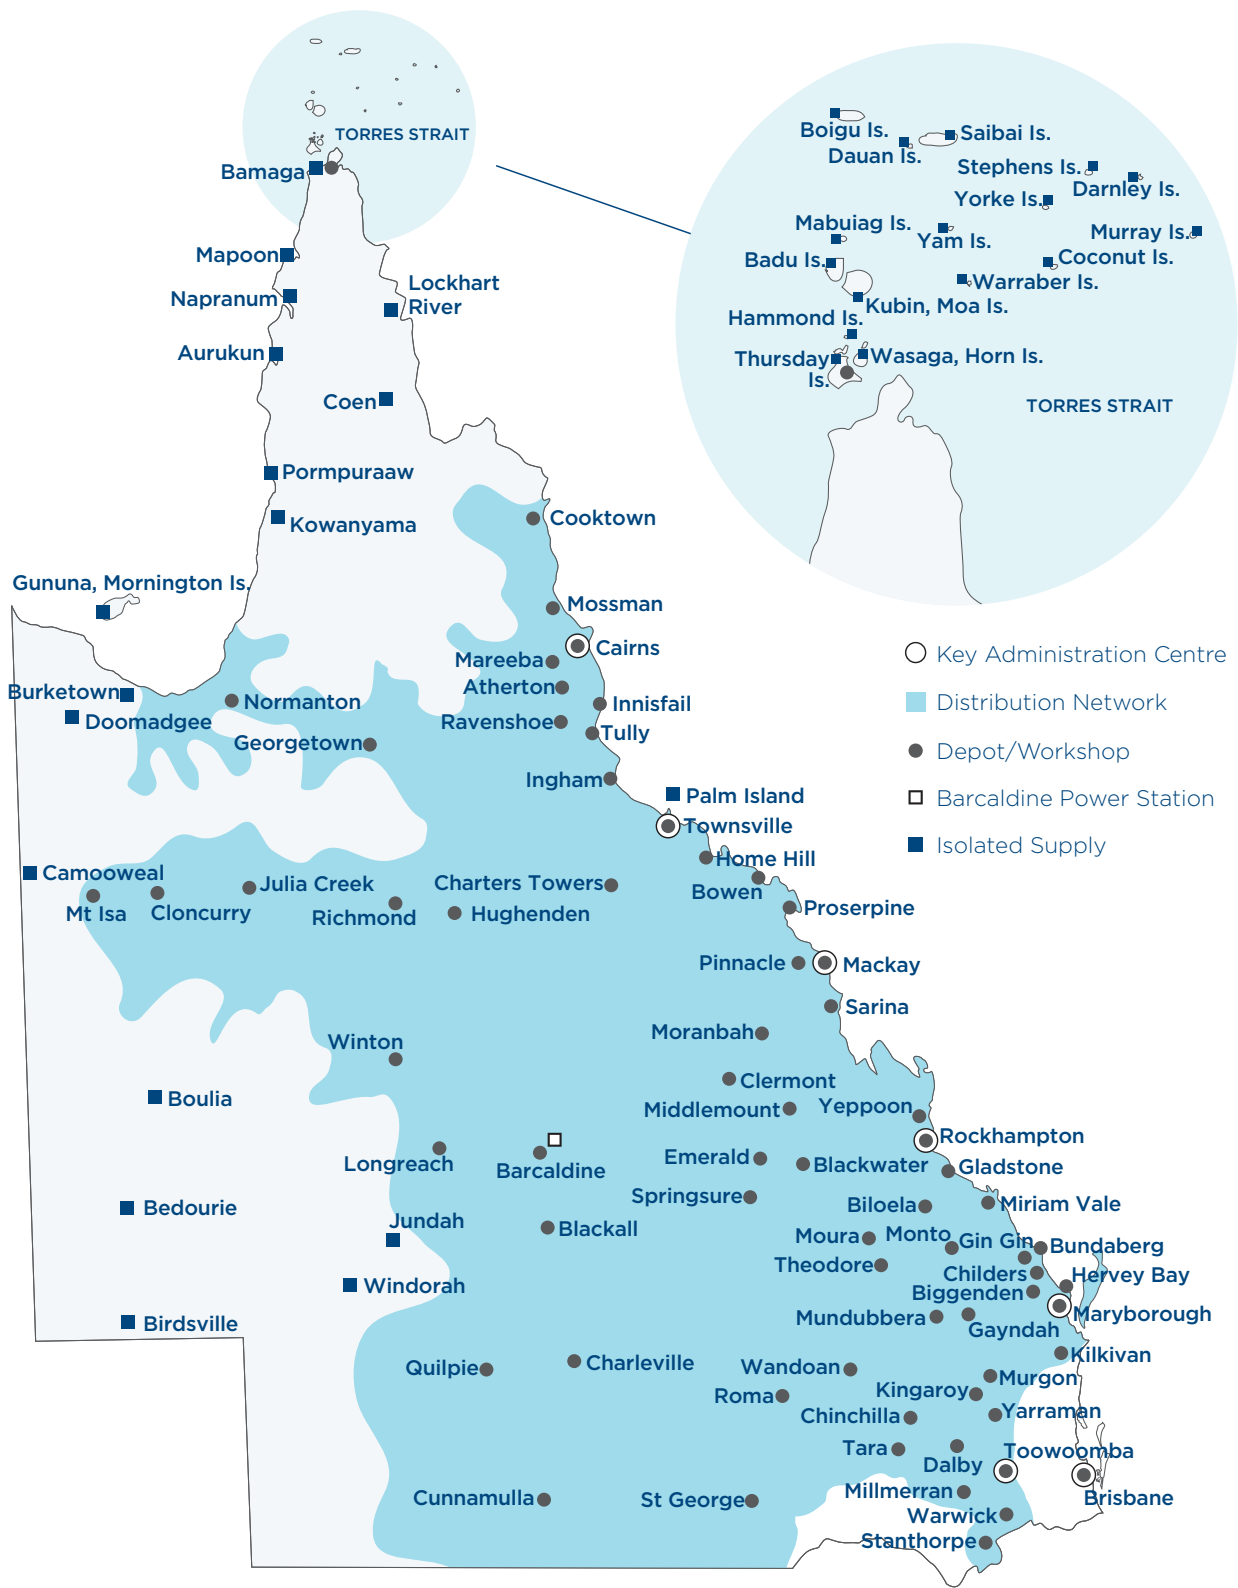 TORRES STRAIT
Bamaga
Boigu Is.
Saibai Is.
Dauan Is.
Stephens Is.
Darnley Is.
Yorke Is.
Mabuiag Is.
Yam Is.
Murray Is.
Badu Is.
Coconut Is.
Warraber Is.
Kubin, Moa Is.
Hammond Is.
Thursday
Is.
Wasaga, Horn Is.
TORRES STRAIT
Mapoon
Napranum
Lockhart
River
Aurukun
Coen
Pormpuraaw
Kowanyama
Cooktown
Gununa, Mornington Is.
Mossman
Cairns
Mareeba
Atherton
Burketown
Normanton
Innisfail
Doomadgee
Ravenshoe
Tully
Georgetown
Ingham
Palm Island
Townsville
Key Administration Centre
Distribution Network
Depot/Workshop
Barcaldine Power Station
Isolated Supply
Home Hill
Camooweal
Julia Creek
Charters Towers
Bowen
Mt Isa
Cloncurry
Richmond
Hughenden
Proserpine
Pinnacle
Mackay
Sarina
Winton
Moranbah
Clermont
Boulia
Middlemount
Yeppoon
Rockhampton
Longreach
Barcaldine
Emerald
Blackwater
Gladstone
Springsure
Bedourie
Biloela
Miriam Vale
Jundah
Blackall
Moura
Monto
Gin Gin
Bundaberg
Theodore
Childers
Hervey Bay
Windorah
Biggenden
Birdsville
Mundubbera
Maryborough
Gayndah
Kilkivan
Quilpie
Charleville
Wandoan
Murgon
Roma
Kingaroy
Chinchilla
Yarraman
Tara
Toowoomba
Dalby
Cunnamulla
St George
Millmerran
Brisbane
Warwick
Stanthorpe